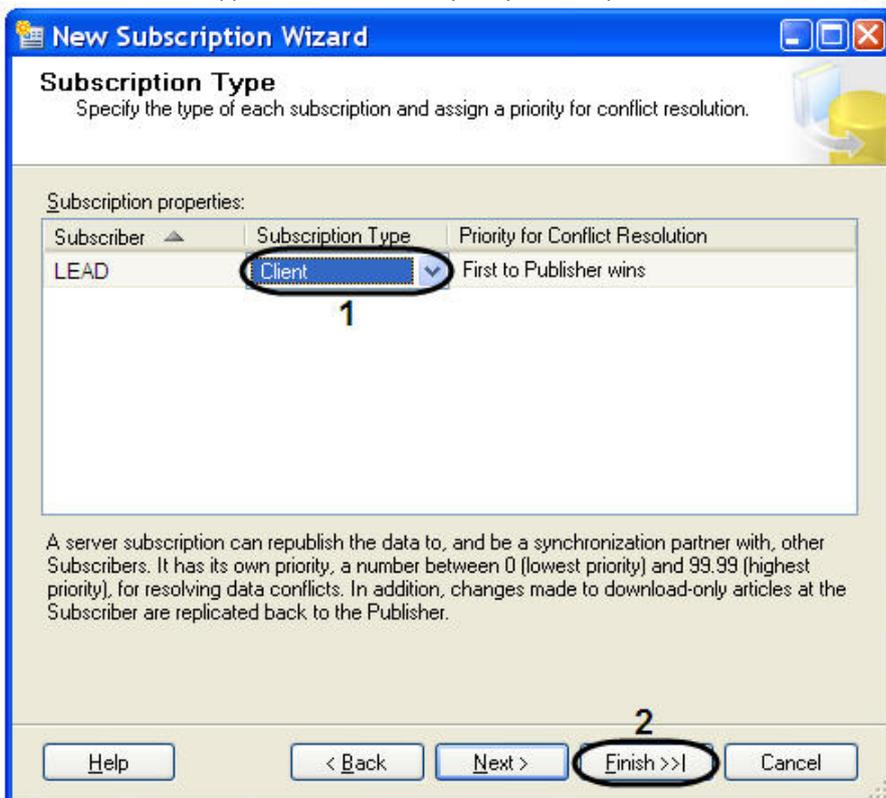 New Subscription Wizard
Subscription Type
Specify the type of each subscription and assign a priority for conflict resolution.
Subscription properties:
Subscriber Subscription Type Priority for Conflict Resolution
LEAD Client First to Publisher wins
1
A server subscription can republish the data to, and be a synchronization partner with, other
Subscribers. It has its own priority, a number between 0 (lowest priority) and 99.99 (highest
priority), for resolving data conflicts. In addition, changes made to download-only articles at the
Subscriber are replicated back to the Publisher.
2
Help < Back Next > Finish >>| Cancel